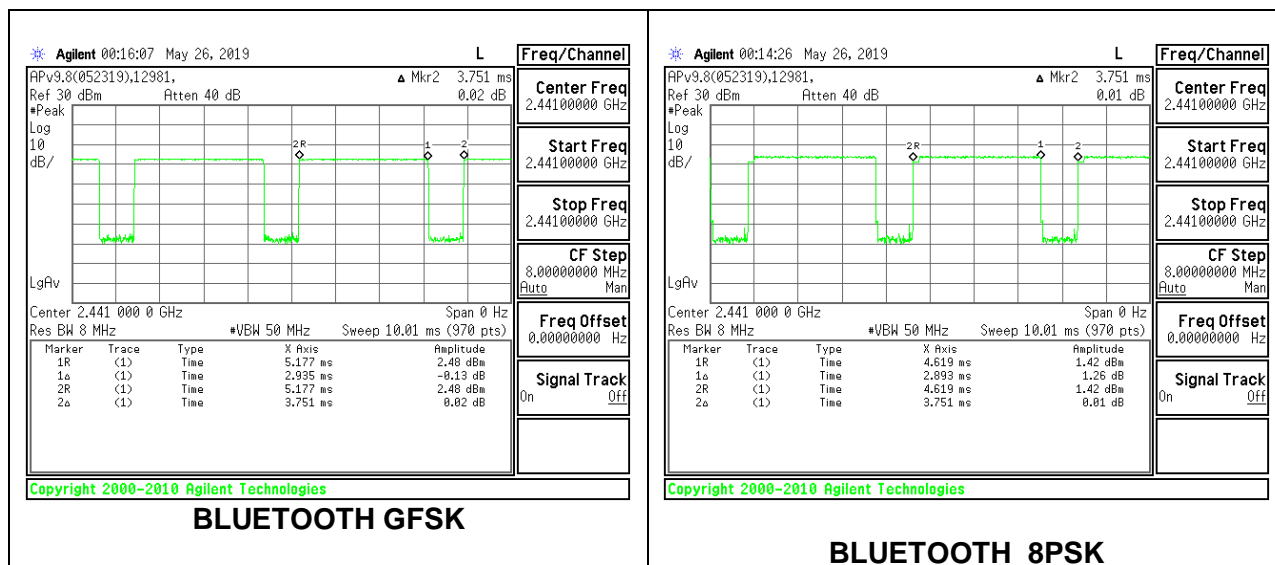 Agilent 00:16:07 May 26, 2019 L
APv9.8(052319),12981, Δ Mkr2 3.751 ms
Ref 30 dBm Atten 40 dB 0.02 dB
#Peak
Log
10
dB/
2R 1 2
LgAv
Center 2.441 000 0 GHz Span 0 Hz
Res BW 8 MHz #VBW 50 MHz Sweep 10.01 ms (970 pts)
Marker Trace Type X Axis Amplitude
1R (1) Time 5.177 ms 2.48 dBm
1Δ (1) Time 2.935 ms -0.13 dB
2R (1) Time 5.177 ms 2.48 dBm
2Δ (1) Time 3.751 ms 0.02 dB
Copyright 2000-2010 Agilent Technologies
Freq/Channel
Center Freq
2.44100000 GHz
Start Freq
2.44100000 GHz
Stop Freq
2.44100000 GHz
CF Step
8.00000000 MHz
Auto Man
Freq Offset
0.00000000 Hz
Signal Track
On Off
BLUETOOTH GFSK
Agilent 00:14:26 May 26, 2019 L
APv9.8(052319),12981, Δ Mkr2 3.751 ms
Ref 30 dBm Atten 40 dB 0.01 dB
#Peak
Log
10
dB/
2R 1 2
LgAv
Center 2.441 000 0 GHz Span 0 Hz
Res BW 8 MHz #VBW 50 MHz Sweep 10.01 ms (970 pts)
Marker Trace Type X Axis Amplitude
1R (1) Time 4.619 ms 1.42 dBm
1Δ (1) Time 2.893 ms 1.26 dB
2R (1) Time 4.619 ms 1.42 dBm
2Δ (1) Time 3.751 ms 0.01 dB
Copyright 2000-2010 Agilent Technologies
Freq/Channel
Center Freq
2.44100000 GHz
Start Freq
2.44100000 GHz
Stop Freq
2.44100000 GHz
CF Step
8.00000000 MHz
Auto Man
Freq Offset
0.00000000 Hz
Signal Track
On Off
BLUETOOTH 8PSK